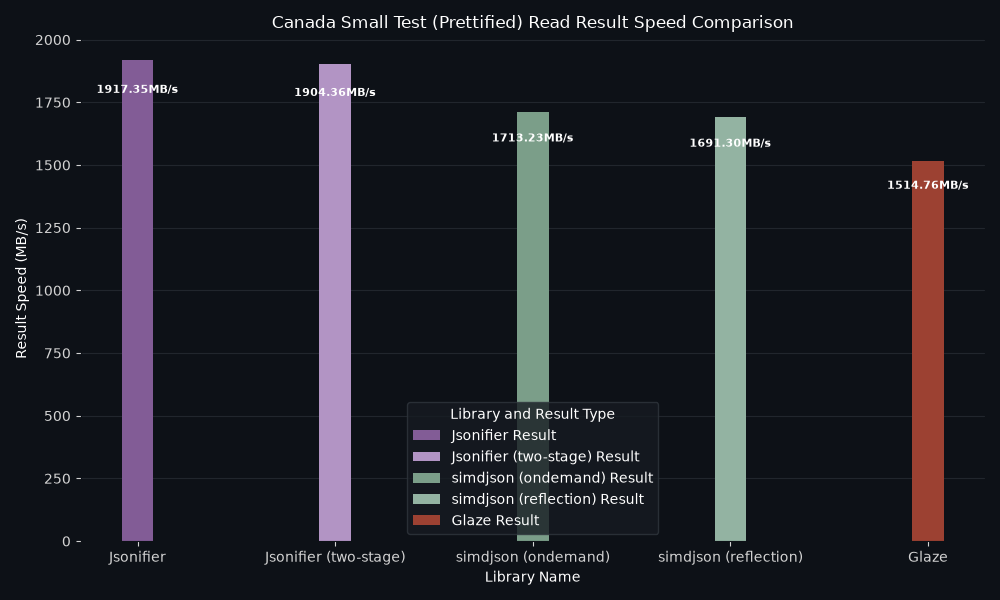 Canada Small Test (Prettified) Read Result Speed Comparison
2000
1750
1500
1250
1000
750
500
250
0
Result Speed (MB/s)
1917.35MB/s
1904.36MB/s
1713.23MB/s
1691.30MB/s
1514.76MB/s
Library and Result Type
Jsonifier Result
Jsonifier (two-stage) Result
simdjson (ondemand) Result
simdjson (reflection) Result
Glaze Result
Jsonifier
Jsonifier (two-stage)
simdjson (ondemand)
simdjson (reflection)
Glaze
Library Name